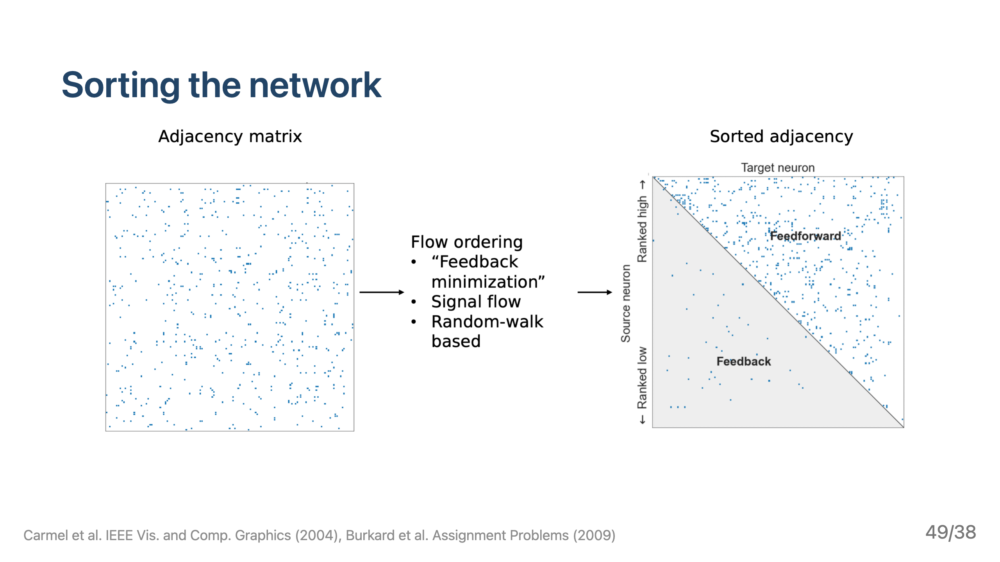 Sorting the network
Adjacency matrix
Flow ordering
• “Feedback
minimization”
• Signal flow
• Random-walk
based
Sorted adjacency
Target neuron
Source neuron
Ranked high →
← Ranked low
Feedforward
Feedback
Carmel et al. IEEE Vis. and Comp. Graphics (2004), Burkard et al. Assignment Problems (2009)
49/38